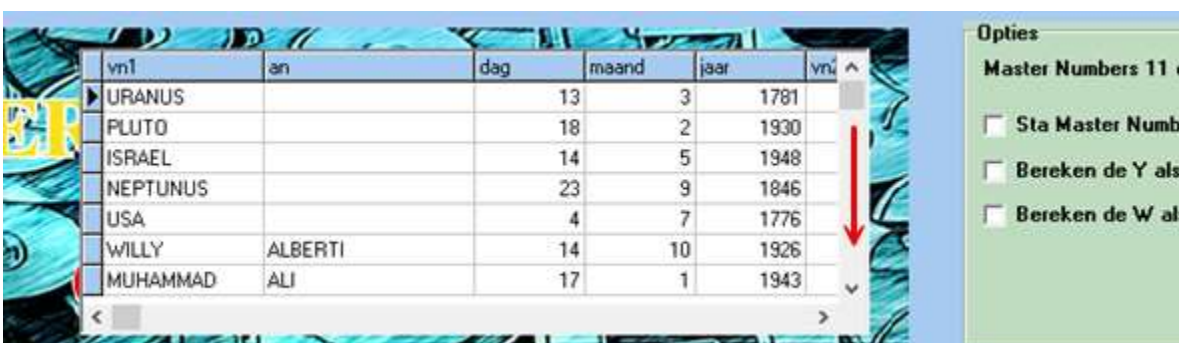 vn1 an dag maand jaar
URANUS 13 3 1781
PLUTO 18 2 1930
ISRAEL 14 5 1948
NEPTUNUS 23 9 1846
USA 4 7 1776
WILLY ALBERTI 14 10 1926
MUHAMMAD ALI 17 1 1943
Opties
Master Numbers 11
Sta Master Numb
Bereken de Y als
Bereken de W al